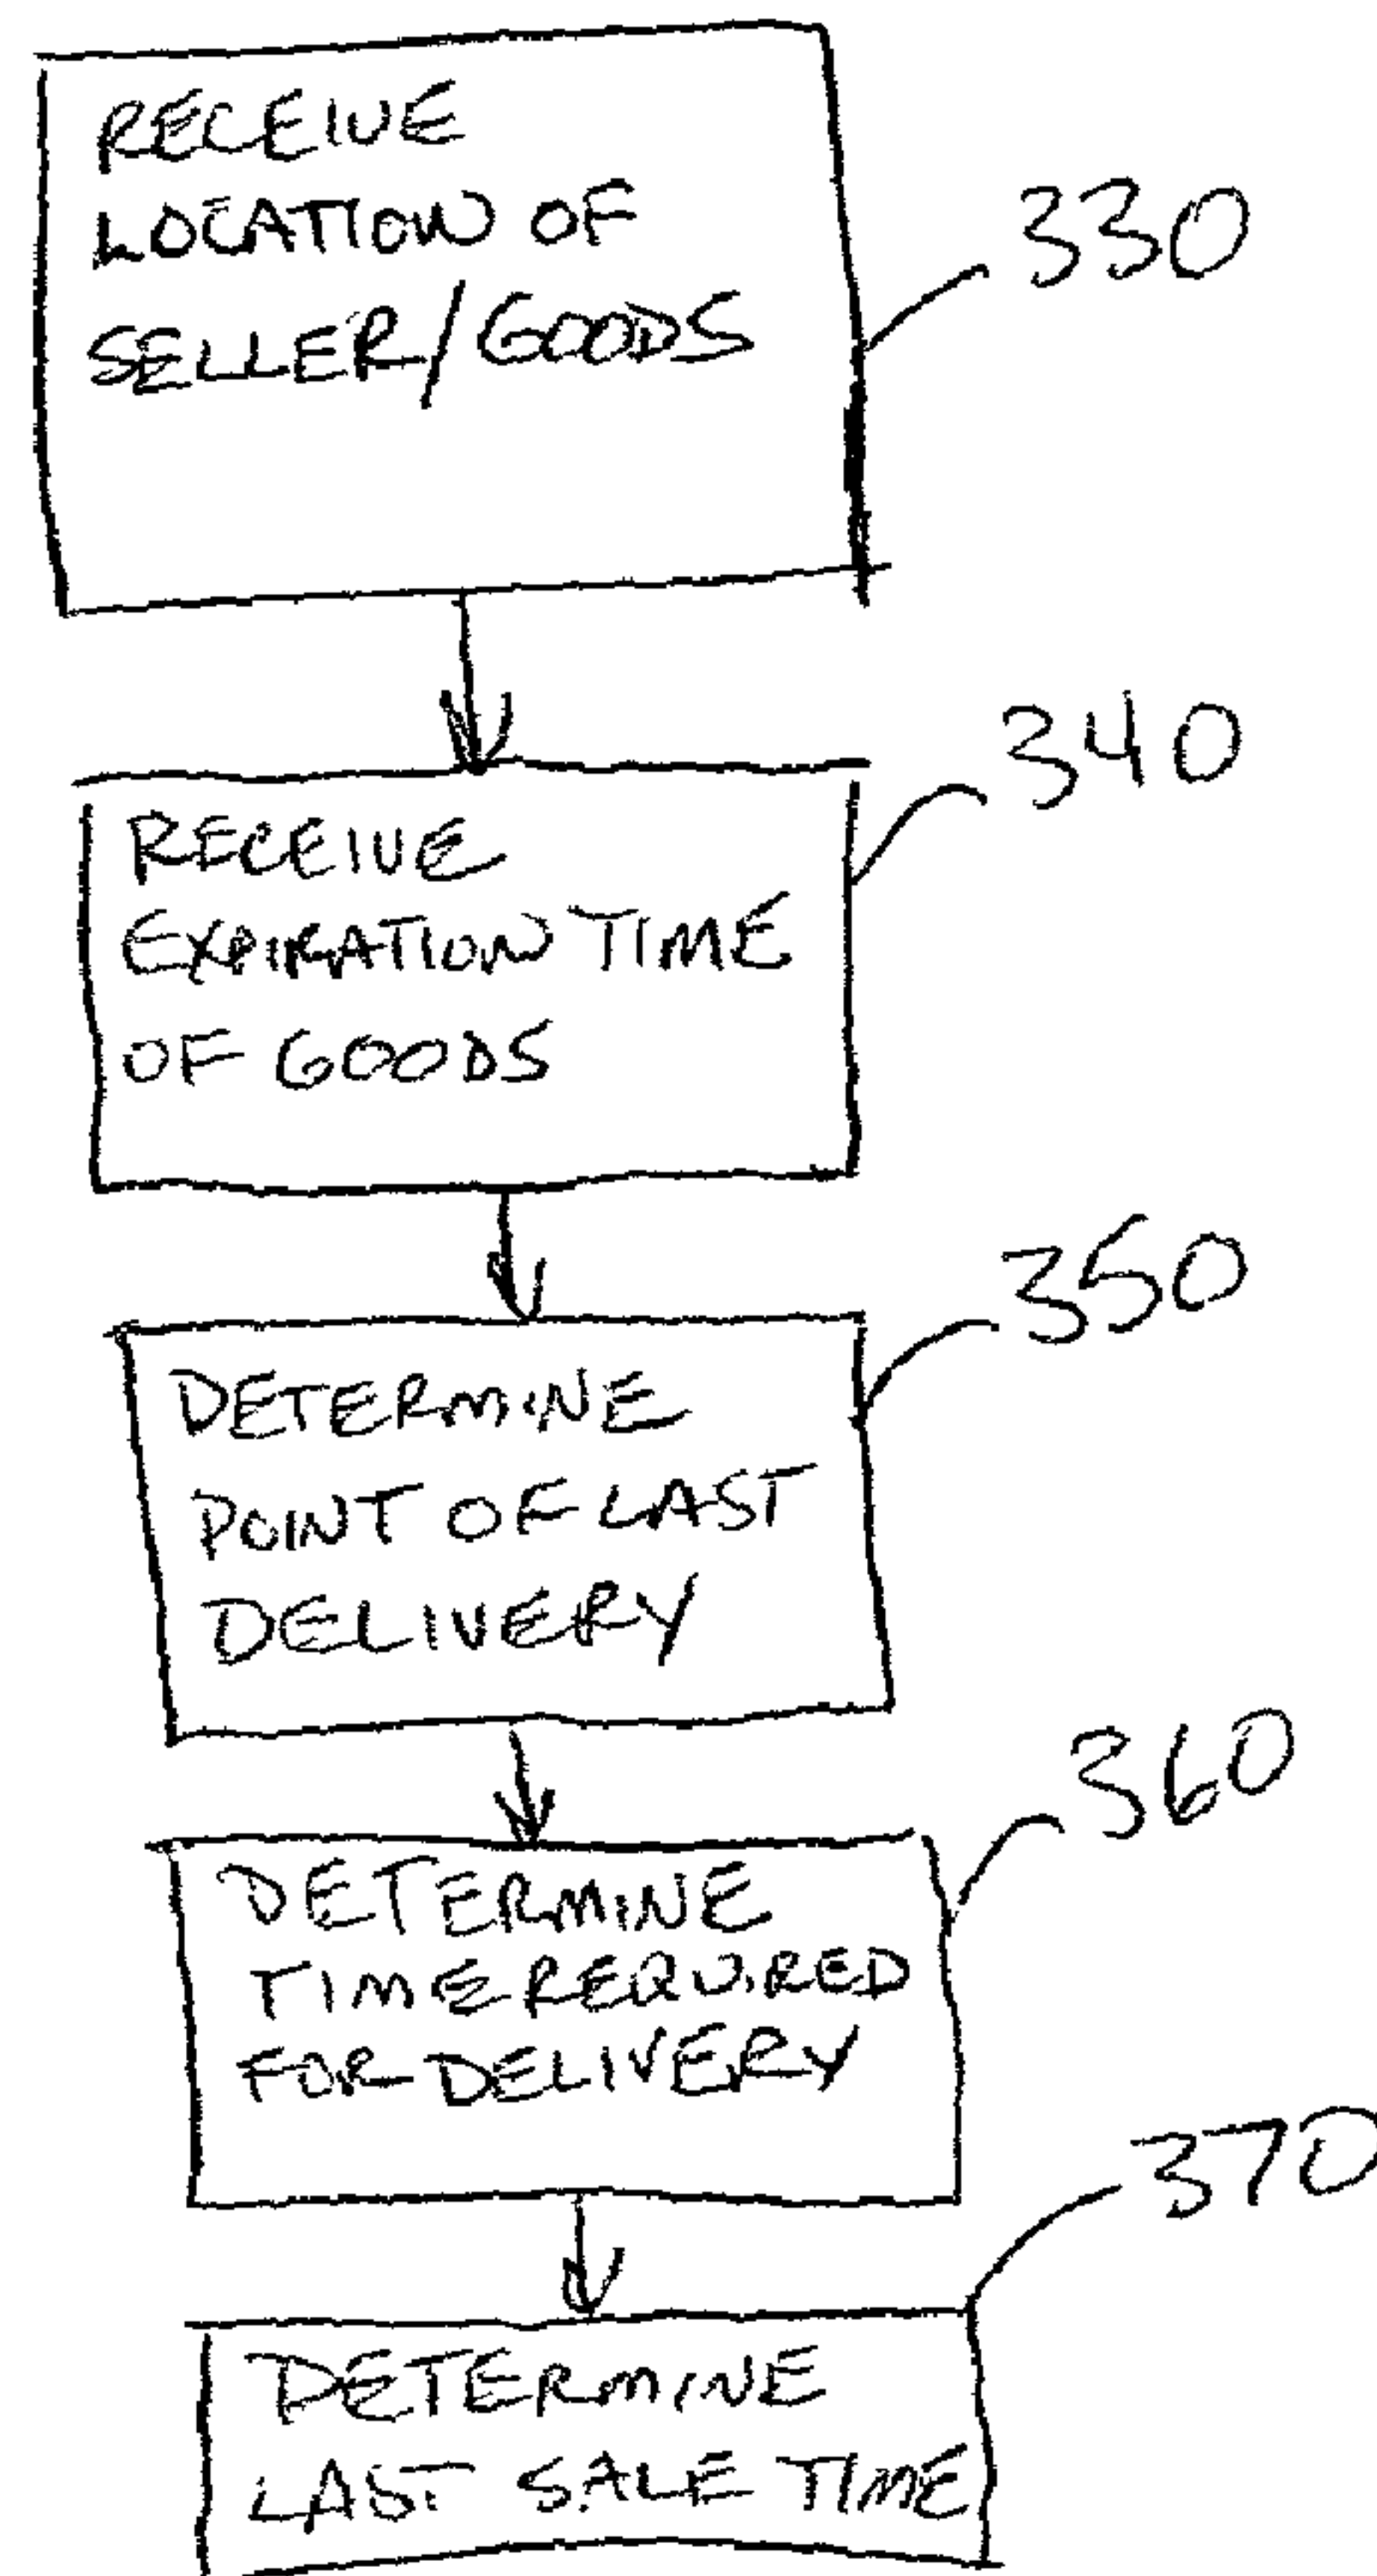 RECEIVE
LOCATION OF
SELLER/GOODS
330
RECEIVE
EXPIRATION TIME
OF GOODS
340
DETERMINE
POINT OF LAST
DELIVERY
350
DETERMINE
TIME REQUIRED
FOR DELIVERY
360
DETERMINE
LAST SALE TIME
370